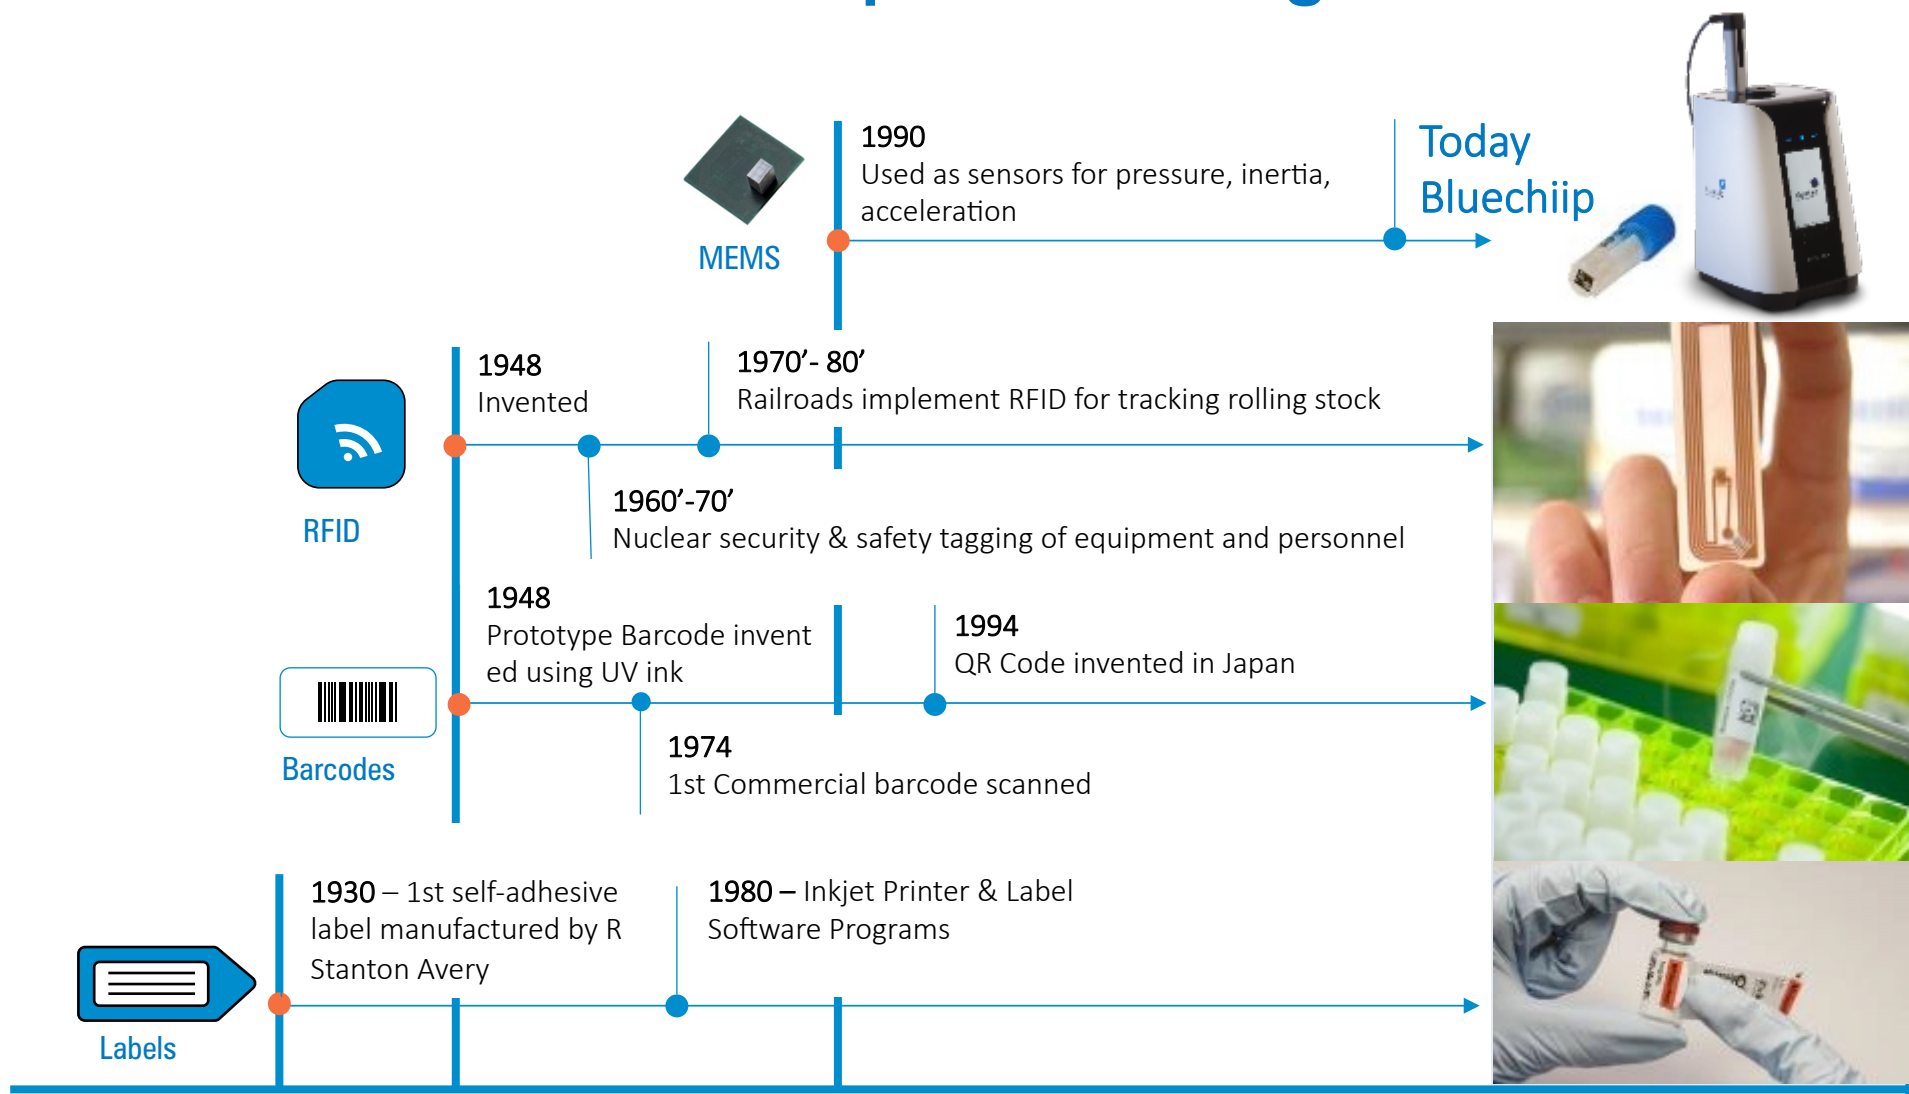 1990
Used as sensors for pressure, inertia,
acceleration
Today
Bluechiip
MEMS
1948
Invented
1970’- 80’
Railroads implement RFID for tracking rolling stock
RFID
1960’-70’
Nuclear security & safety tagging of equipment and personnel
1948
Prototype Barcode invent
ed using UV ink
1994
QR Code invented in Japan
Barcodes
1974
1st Commercial barcode scanned
1930 – 1st self-adhesive
label manufactured by R
Stanton Avery
1980 – Inkjet Printer & Label
Software Programs
Labels